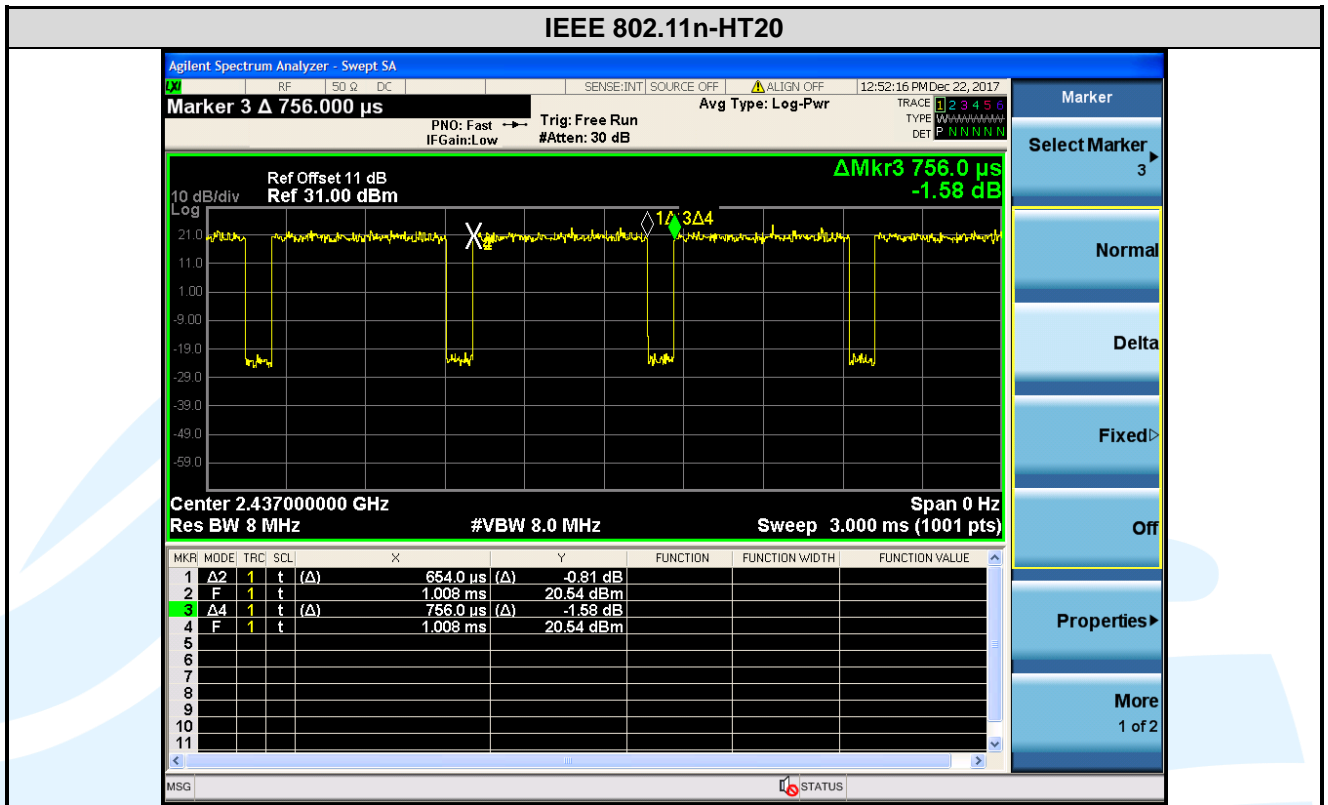 IEEE 802.11n-HT20
Agilent Spectrum Analyzer - Swept SA
LXI RF 50 Ω DC SENSE:INT SOURCE OFF ALIGN OFF 12:52:16 PM Dec 22, 2017
Marker 3 Δ 756.000 µs
PNO: Fast
IFGain:Low
Trig: Free Run
#Atten: 30 dB
Avg Type: Log-Pwr
TRACE 1 2 3 4 5 6
TYPE
DET P N N N N N
ΔMkr3 756.0 µs
-1.58 dB
Ref Offset 11 dB
10 dB/div Ref 31.00 dBm
Log
1Δ 3Δ4
21.0
11.0
1.00
-9.00
-19.0
-29.0
-39.0
-49.0
-59.0
Center 2.437000000 GHz Span 0 Hz
Res BW 8 MHz #VBW 8.0 MHz Sweep 3.000 ms (1001 pts)
MKR MODE TRC SCL X Y FUNCTION FUNCTION WIDTH FUNCTION VALUE
1 Δ2 1 t (Δ) 654.0 µs (Δ) -0.81 dB
2 F 1 t 1.008 ms 20.54 dBm
3 Δ4 1 t (Δ) 756.0 µs (Δ) -1.58 dB
4 F 1 t 1.008 ms 20.54 dBm
5
6
7
8
9
10
11
MSG STATUS
Marker
Select Marker
3
Normal
Delta
Fixed
Off
Properties
More
1 of 2